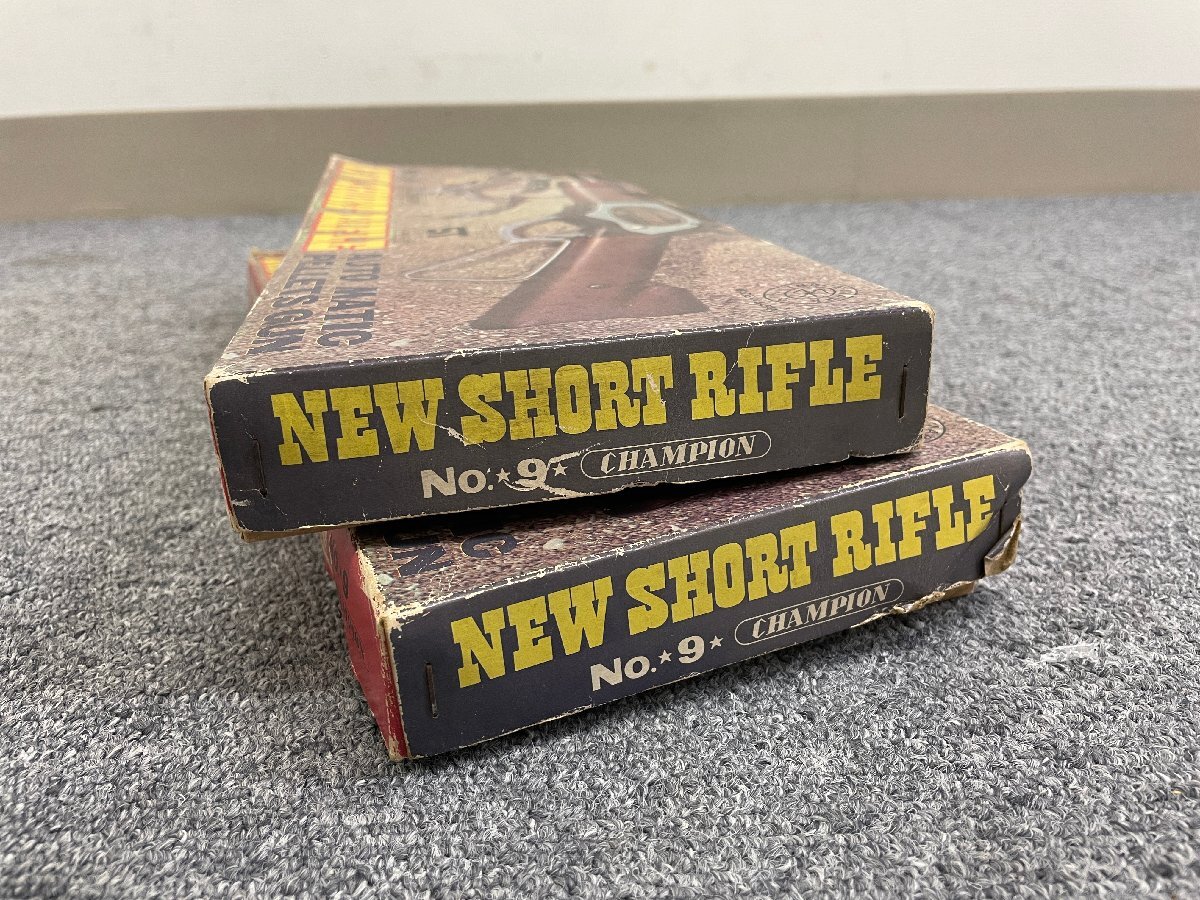 AUTOMATIC
BULLETS GUN
NEW SHORT RIFLE
No.★9★ CHAMPION
NEW SHORT RIFLE
No.★9★ CHAMPION